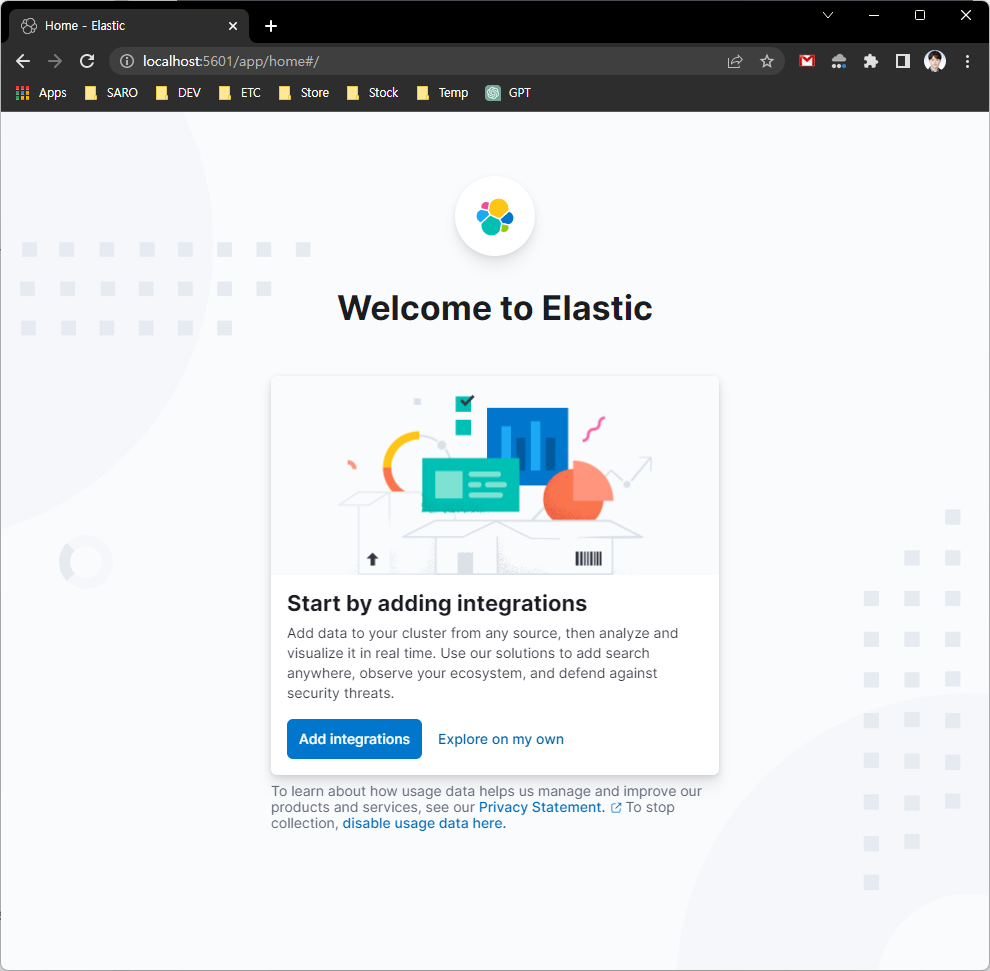 Home - Elastic
localhost:5601/app/home#/
Apps SARO DEV ETC Store Stock Temp GPT
Welcome to Elastic
Start by adding integrations
Add data to your cluster from any source, then analyze and
visualize it in real time. Use our solutions to add search
anywhere, observe your ecosystem, and defend against
security threats.
Add integrations Explore on my own
To learn about how usage data helps us manage and improve our
products and services, see our Privacy Statement. To stop
collection, disable usage data here.